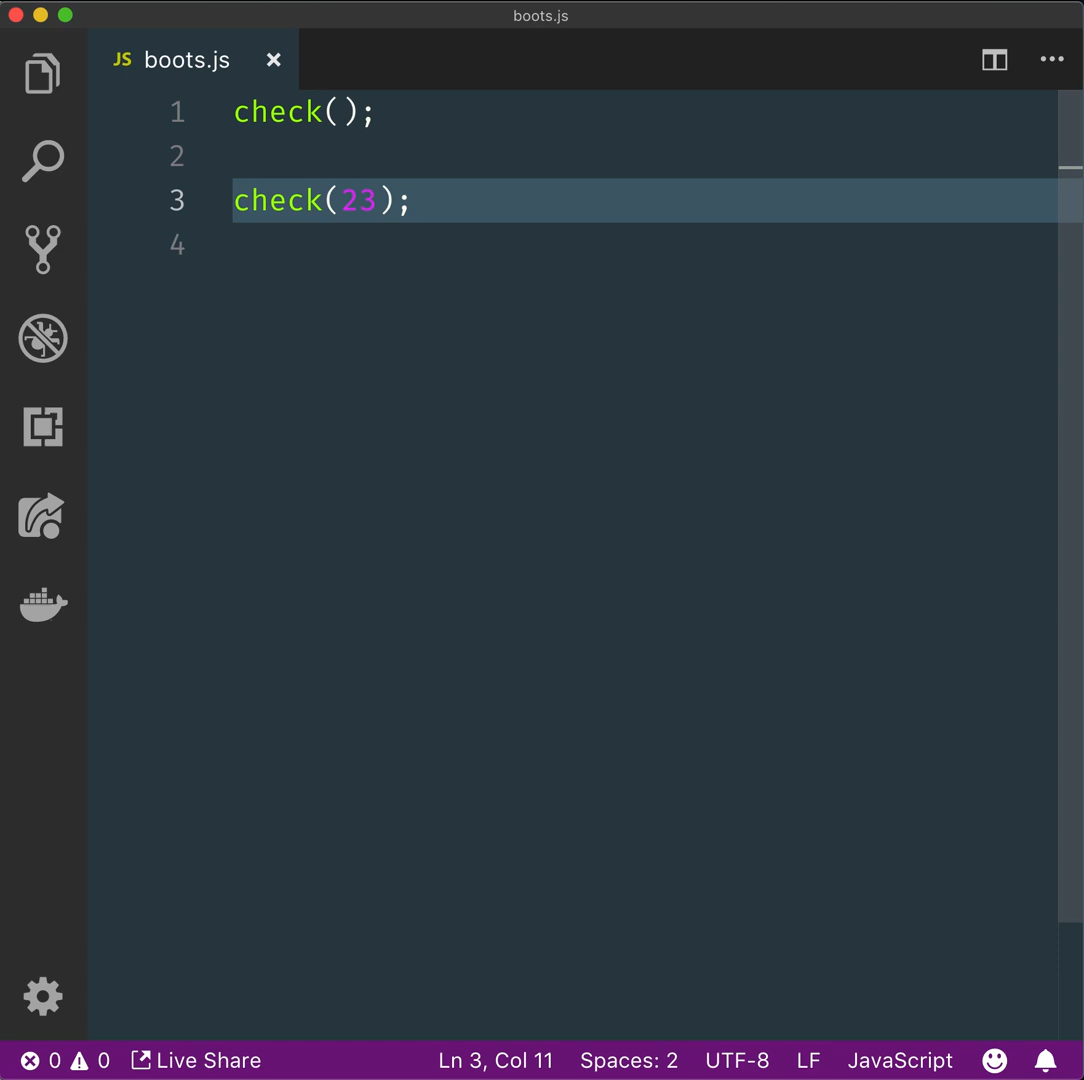 boots.js
JS boots.js
1 check();
2
3 check(23);
4
0 0 Live Share Ln 3, Col 11 Spaces: 2 UTF-8 LF JavaScript